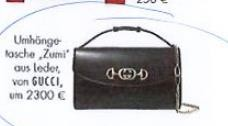 Umhänge-
tasche „Zumi"
aus Leder,
von GUCCI,
um 2300 €